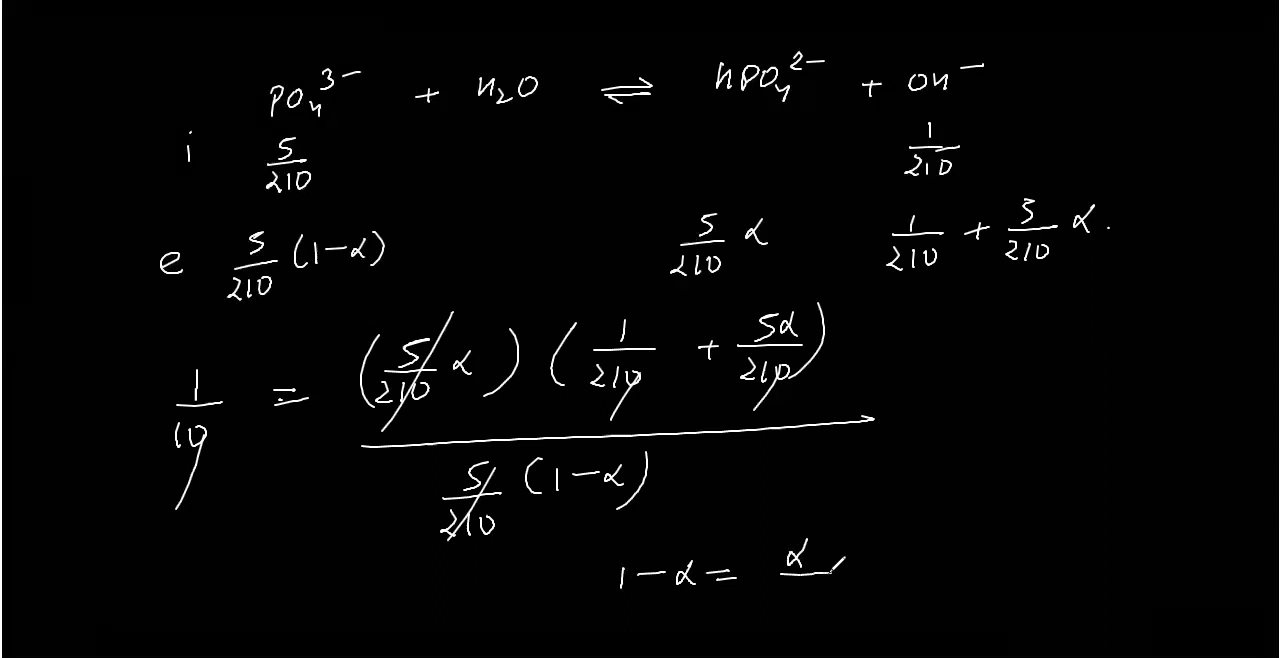 PO₄³⁻ + H₂O ⇌ HPO₄²⁻ + OH⁻
i 5/210 1/210
e 5/210 (1-α) 5/210 α 1/210 + 5/210 α.
1/10 = (5/210 α) (1/210 + 5α/210) / 5/210 (1-α)
1-α = α/